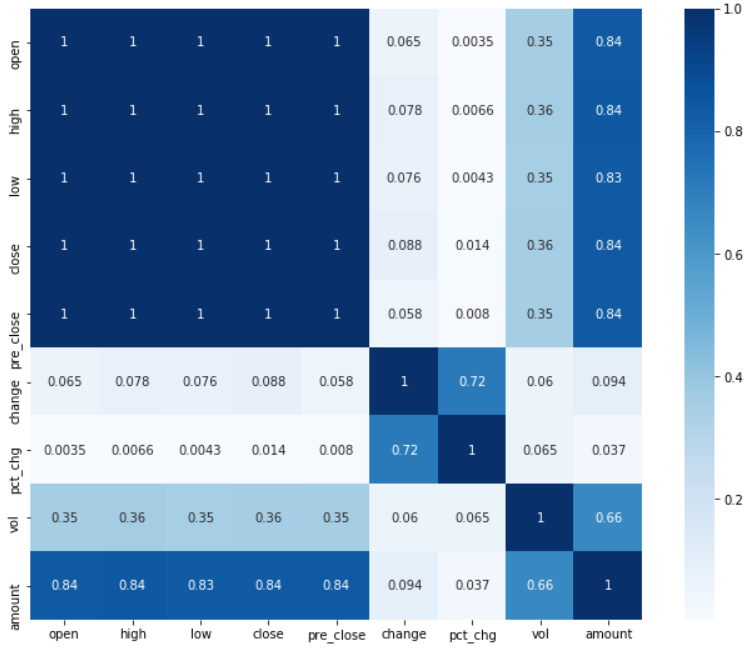 open 1 1 1 1 1 0.065 0.0035 0.35 0.84
high 1 1 1 1 1 0.078 0.0066 0.36 0.84
low 1 1 1 1 1 0.076 0.0043 0.35 0.83
close 1 1 1 1 1 0.088 0.014 0.36 0.84
pre_close 1 1 1 1 1 0.058 0.008 0.35 0.84
change 0.065 0.078 0.076 0.088 0.058 1 0.72 0.06 0.094
pct_chg 0.0035 0.0066 0.0043 0.014 0.008 0.72 1 0.065 0.037
vol 0.35 0.36 0.35 0.36 0.35 0.06 0.065 1 0.66
amount 0.84 0.84 0.83 0.84 0.84 0.094 0.037 0.66 1
open high low close pre_close change pct_chg vol amount
1.0
0.8
0.6
0.4
0.2